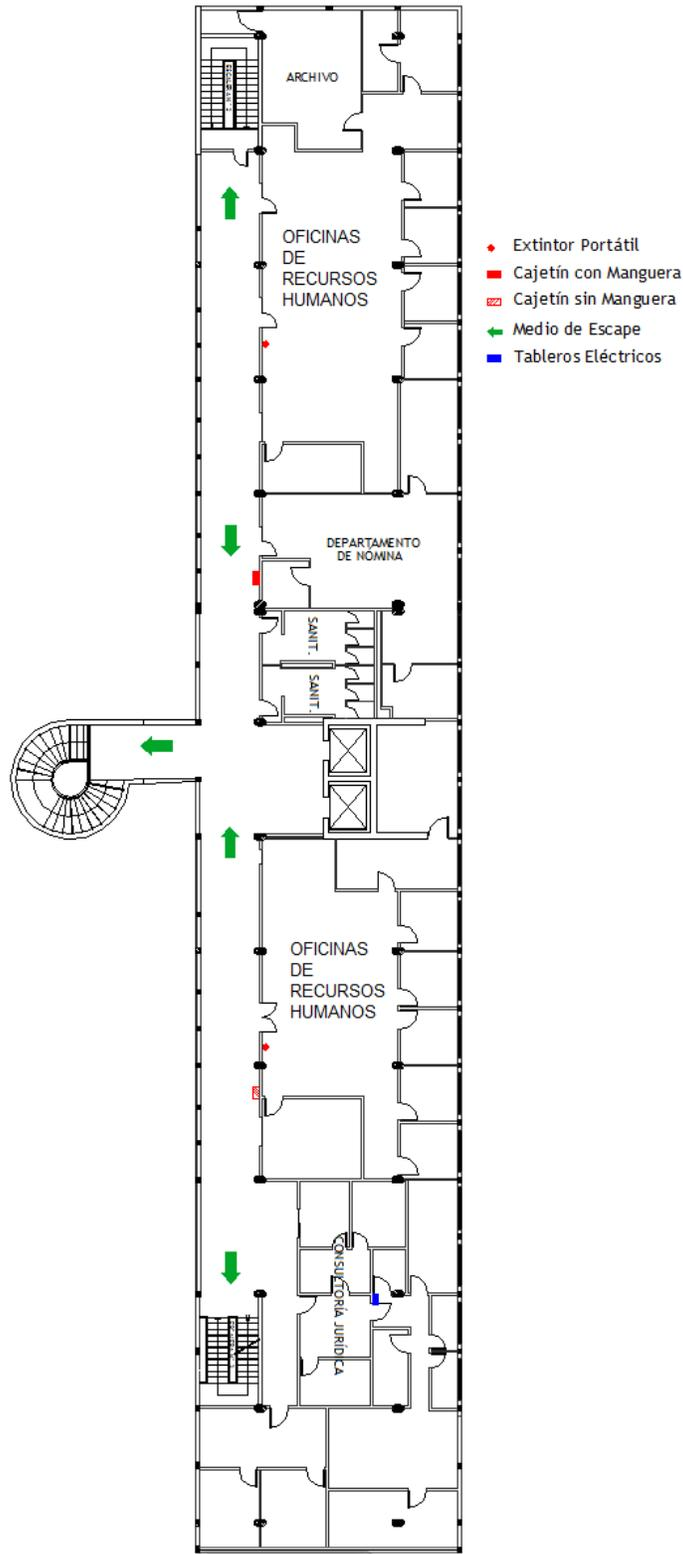 ARCHIVO
OFICINAS
DE
RECURSOS
HUMANOS
Extintor Portátil
Cajetín con Manguera
Cajetín sin Manguera
Medio de Escape
Tableros Eléctricos
DEPARTAMENTO
DE NÓMINA
SANIT.
SANIT.
OFICINAS
DE
RECURSOS
HUMANOS
CONSULTORÍA JURÍDICA